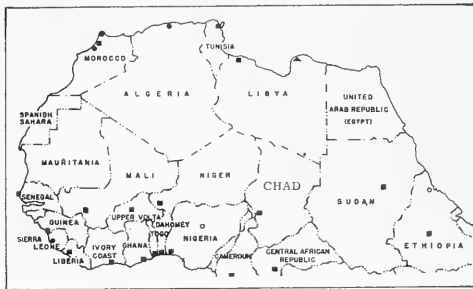 TUNISIA
MOROCCO
ALGERIA
LIBYA
UNITED
ARAB REPUBLIC
(EGYPT)
SPANISH
SAHARA
MAURITANIA
MALI
NIGER
CHAD
SUDAN
SENEGAL
UPPER VOLTA
DAHOMEY
TOGO
GUINEA
NIGERIA
SIERRA
LEONE
IVORY
COAST
GHANA
LIBERIA
CAMEROUN
CENTRAL AFRICAN
REPUBLIC
ETHIOPIA